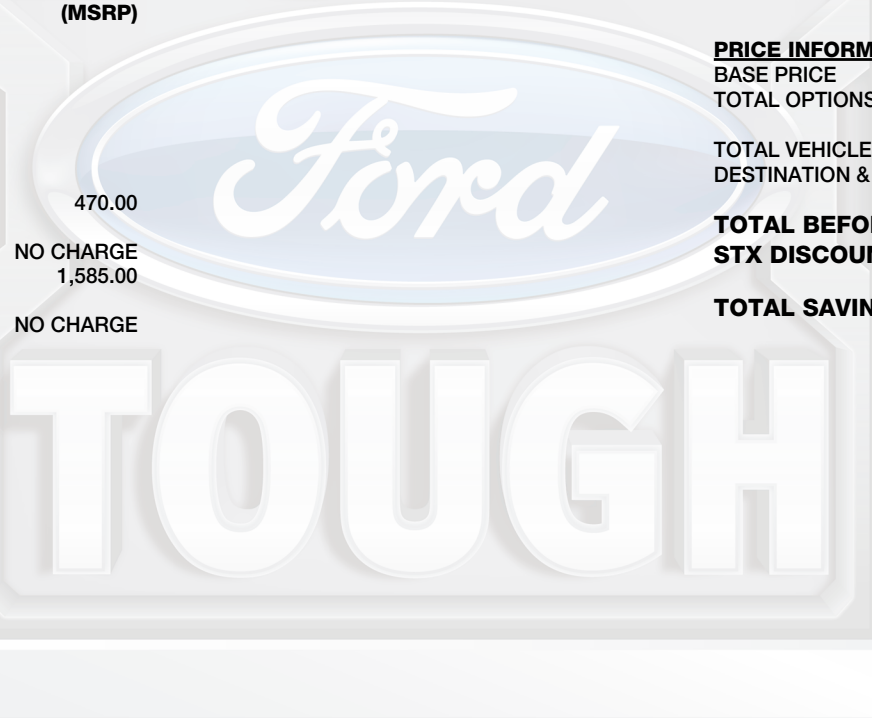 (MSRP)
470.00
NO CHARGE
1,585.00
NO CHARGE
PRICE INFORM
BASE PRICE
TOTAL OPTIONS
TOTAL VEHICLE
DESTINATION &
TOTAL BEFO
STX DISCOUN
TOTAL SAVIN
Ford
TOUGH